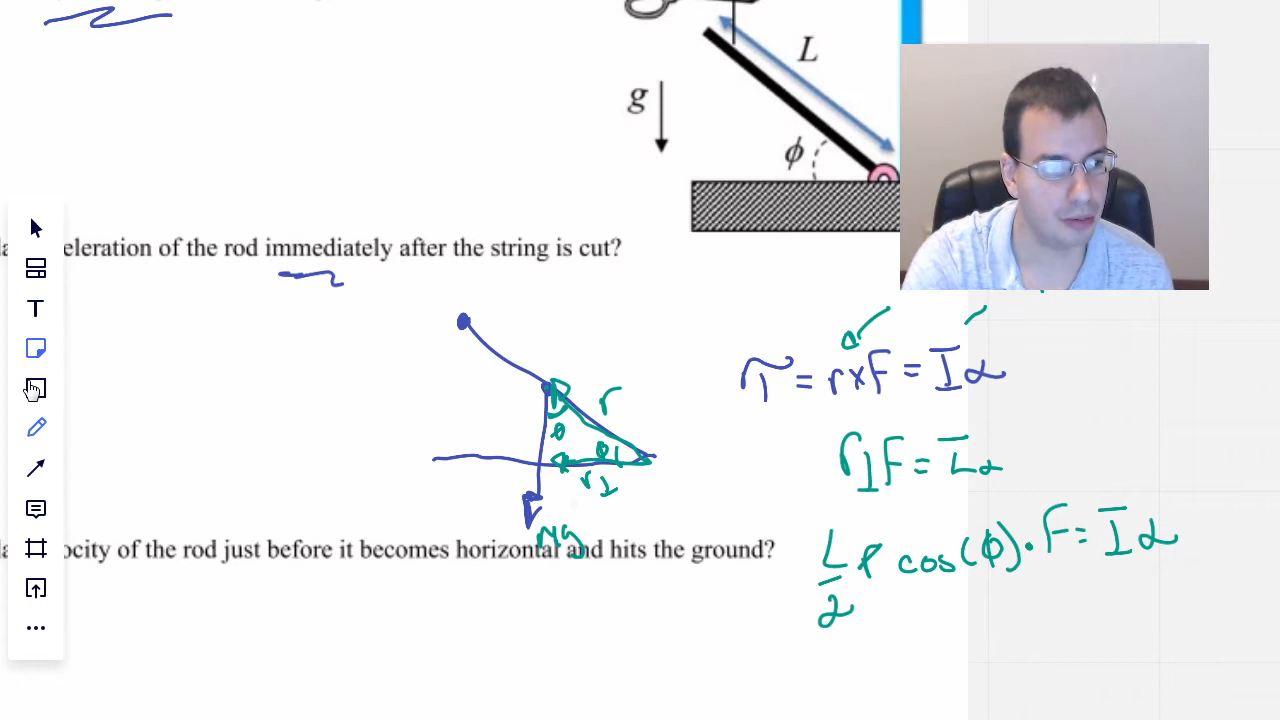 L
g
ϕ
eleration of the rod immediately after the string is cut?
r
θ
r⊥
Mg
τ = r×F = Iα
r⊥F = Iα
L/2 cos(ϕ)·F = Iα
ocity of the rod just before it becomes horizontal and hits the ground?
T